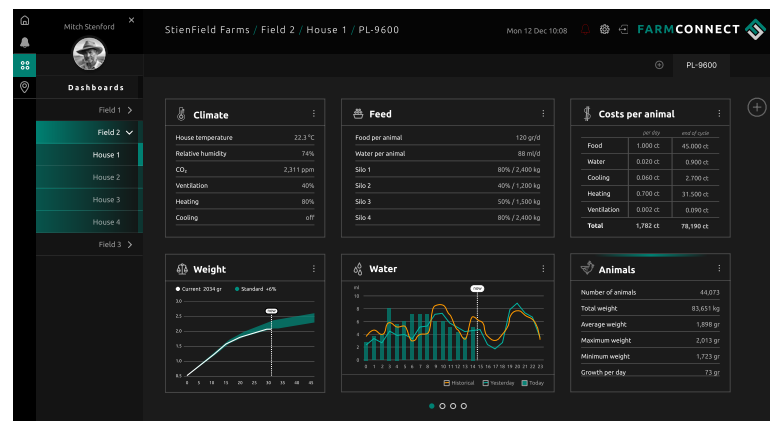 Mitch Stenford ×
StienField Farms / Field 2 / House 1 / PL-9600
Mon 12 Dec 10:08
FARMCONNECT
PL-9600
Dashboards
Field 1
Field 2
House 1
House 2
House 3
House 4
Field 3
Climate
House temperature 22.3 °C
Relative humidity 74%
CO₂ 2,311 ppm
Ventilation 40%
Heating 80%
Cooling off
Feed
Food per animal 120 gr/d
Water per animal 88 ml/d
Silo 1 80% / 2,400 kg
Silo 2 40% / 1,200 kg
Silo 3 50% / 1,500 kg
Silo 4 80% / 2,400 kg
Costs per animal
per day end of cycle
Food 1.000 ct 45.000 ct
Water 0.020 ct 0.900 ct
Cooling 0.060 ct 2.700 ct
Heating 0.700 ct 31.500 ct
Ventilation 0.002 ct 0.090 ct
Total 1,782 ct 78,190 ct
Weight
Current 2034 gr Standard +6%
now
3.0
2.5
2.0
1.5
1.0
0.5
0 5 10 15 20 25 30 35 40 45
Water
ml
now
10
8
6
4
2
0
0 1 2 3 4 5 6 7 8 9 10 11 12 13 14 15 16 17 18 19 20 21 22 23
Historical Yesterday Today
Animals
Number of animals 44,073
Total weight 83,651 kg
Average weight 1,898 gr
Maximum weight 2,013 gr
Minimum weight 1,723 gr
Growth per day 73 gr